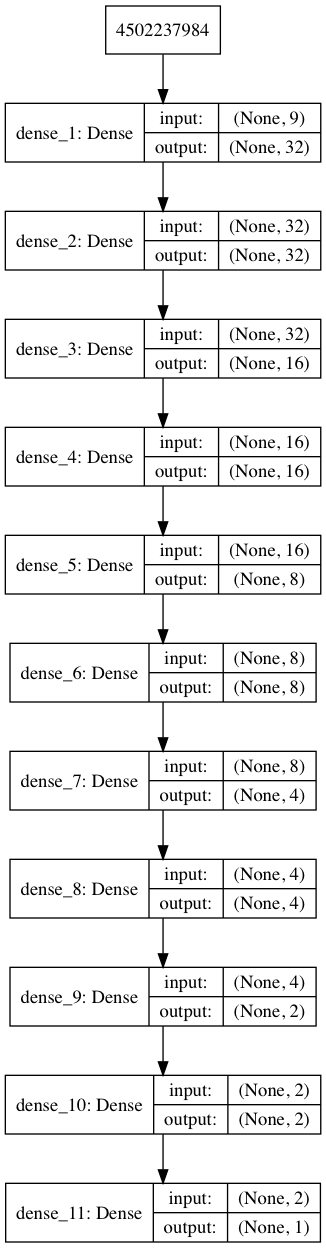 4502237984
dense_1: Dense
input: (None, 9)
output: (None, 32)
dense_2: Dense
input: (None, 32)
output: (None, 32)
dense_3: Dense
input: (None, 32)
output: (None, 16)
dense_4: Dense
input: (None, 16)
output: (None, 16)
dense_5: Dense
input: (None, 16)
output: (None, 8)
dense_6: Dense
input: (None, 8)
output: (None, 8)
dense_7: Dense
input: (None, 8)
output: (None, 4)
dense_8: Dense
input: (None, 4)
output: (None, 4)
dense_9: Dense
input: (None, 4)
output: (None, 2)
dense_10: Dense
input: (None, 2)
output: (None, 2)
dense_11: Dense
input: (None, 2)
output: (None, 1)